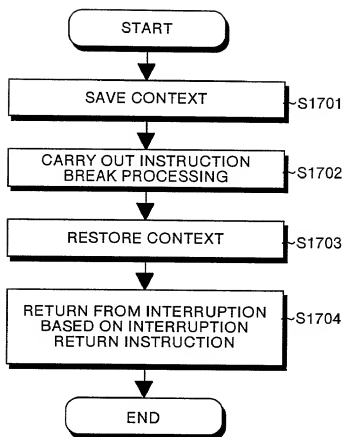 START
SAVE CONTEXT
~S1701
CARRY OUT INSTRUCTION
BREAK PROCESSING
~S1702
RESTORE CONTEXT
~S1703
RETURN FROM INTERRUPTION
BASED ON INTERRUPTION
RETURN INSTRUCTION
~S1704
END